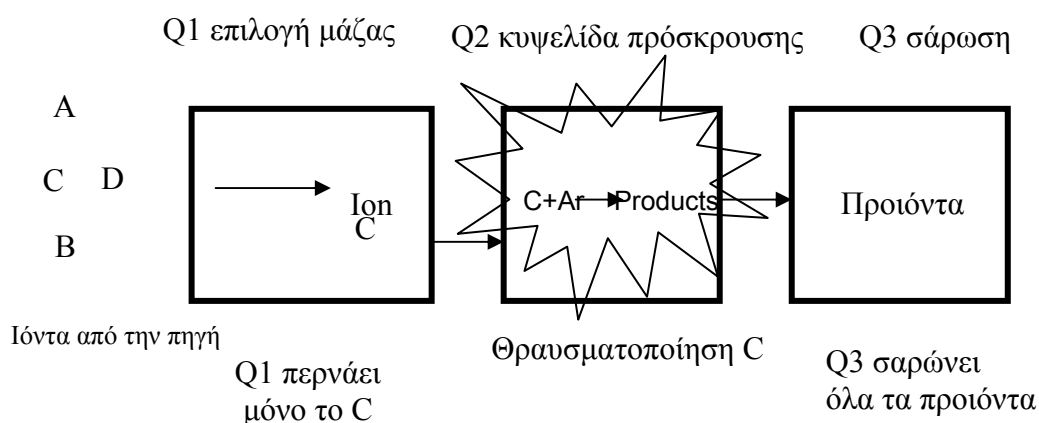 Q1 επιλογή μάζας
Q2 κυψελίδα πρόσκρουσης
Q3 σάρωση
A
C D
B
Ion
C
C+Ar Products
Προιόντα
Ιόντα από την πηγή
Q1 περνάει
μόνο το C
Θραυσματοποίηση C
Q3 σαρώνει
όλα τα προιόντα